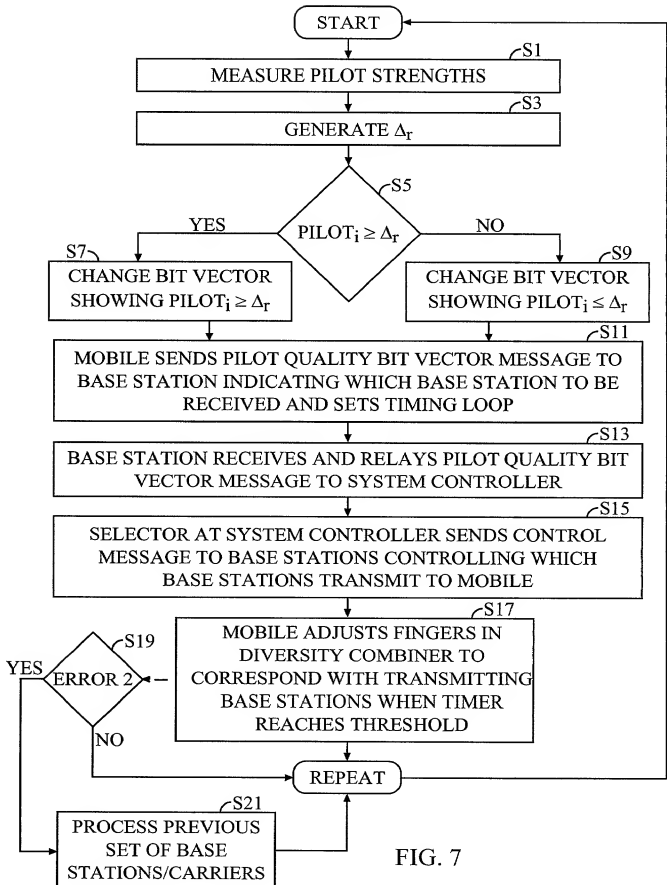 START
S1
MEASURE PILOT STRENGTHS
S3
GENERATE Δr
S5
PILOTi ≥ Δr
YES
NO
S7
CHANGE BIT VECTOR
SHOWING PILOTi ≥ Δr
S9
CHANGE BIT VECTOR
SHOWING PILOTi ≤ Δr
S11
MOBILE SENDS PILOT QUALITY BIT VECTOR MESSAGE TO
BASE STATION INDICATING WHICH BASE STATION TO BE
RECEIVED AND SETS TIMING LOOP
S13
BASE STATION RECEIVES AND RELAYS PILOT QUALITY BIT
VECTOR MESSAGE TO SYSTEM CONTROLLER
S15
SELECTOR AT SYSTEM CONTROLLER SENDS CONTROL
MESSAGE TO BASE STATIONS CONTROLLING WHICH
BASE STATIONS TRANSMIT TO MOBILE
S17
MOBILE ADJUSTS FINGERS IN
DIVERSITY COMBINER TO
CORRESPOND WITH TRANSMITTING
BASE STATIONS WHEN TIMER
REACHES THRESHOLD
S19
YES
ERROR 2
NO
REPEAT
S21
PROCESS PREVIOUS
SET OF BASE
STATIONS/CARRIERS
FIG. 7